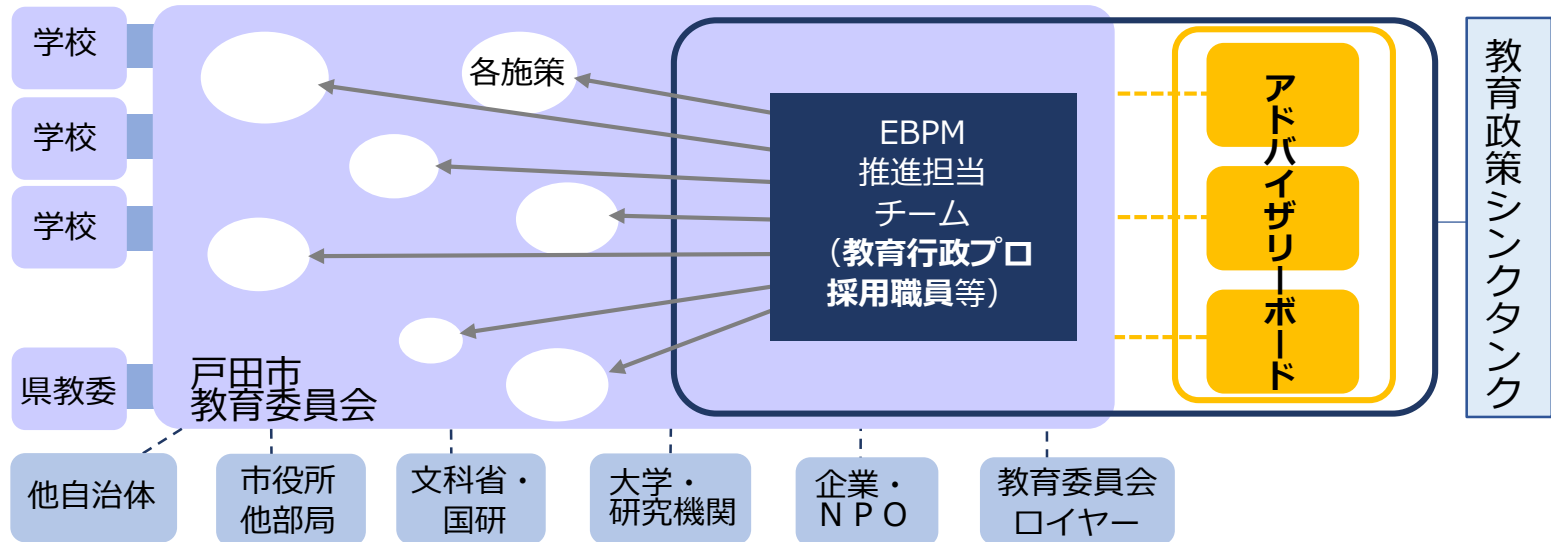 学校
学校
学校
県教委
各施策
戸田市
教育委員会
EBPM
推進担当
チーム
（教育行政プロ
採用職員等）
アドバイザリーボード
教育政策シンクタンク
他自治体
市役所
他部局
文科省・
国研
大学・
研究機関
企業・
ＮＰＯ
教育委員会
ロイヤー